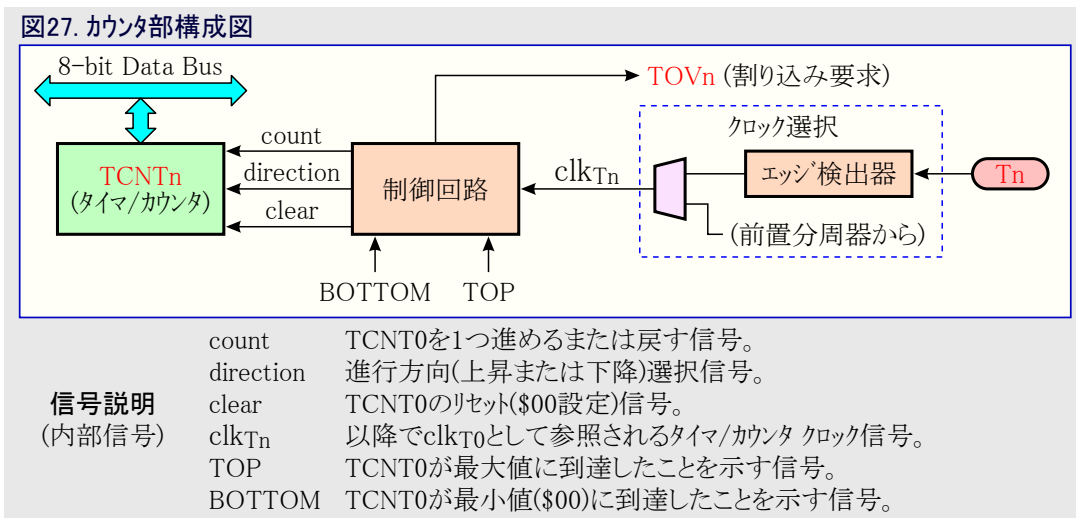 図27. カウンタ部構成図
8-bit Data Bus
TOVn (割り込み要求)
クロック選択
count
direction
clear
TCNTn
(タイマ/カウンタ)
制御回路
clkTn
エッジ検出器
Tn
(前置分周器から)
BOTTOM TOP
信号説明
(内部信号)
count TCNT0を1つ進めるまたは戻す信号。
direction 進行方向(上昇または下降)選択信号。
clear TCNT0のリセット($00設定)信号。
clkTn 以降でclkT0として参照されるタイマ/カウンタ クロック信号。
TOP TCNT0が最大値に到達したことを示す信号。
BOTTOM TCNT0が最小値($00)に到達したことを示す信号。